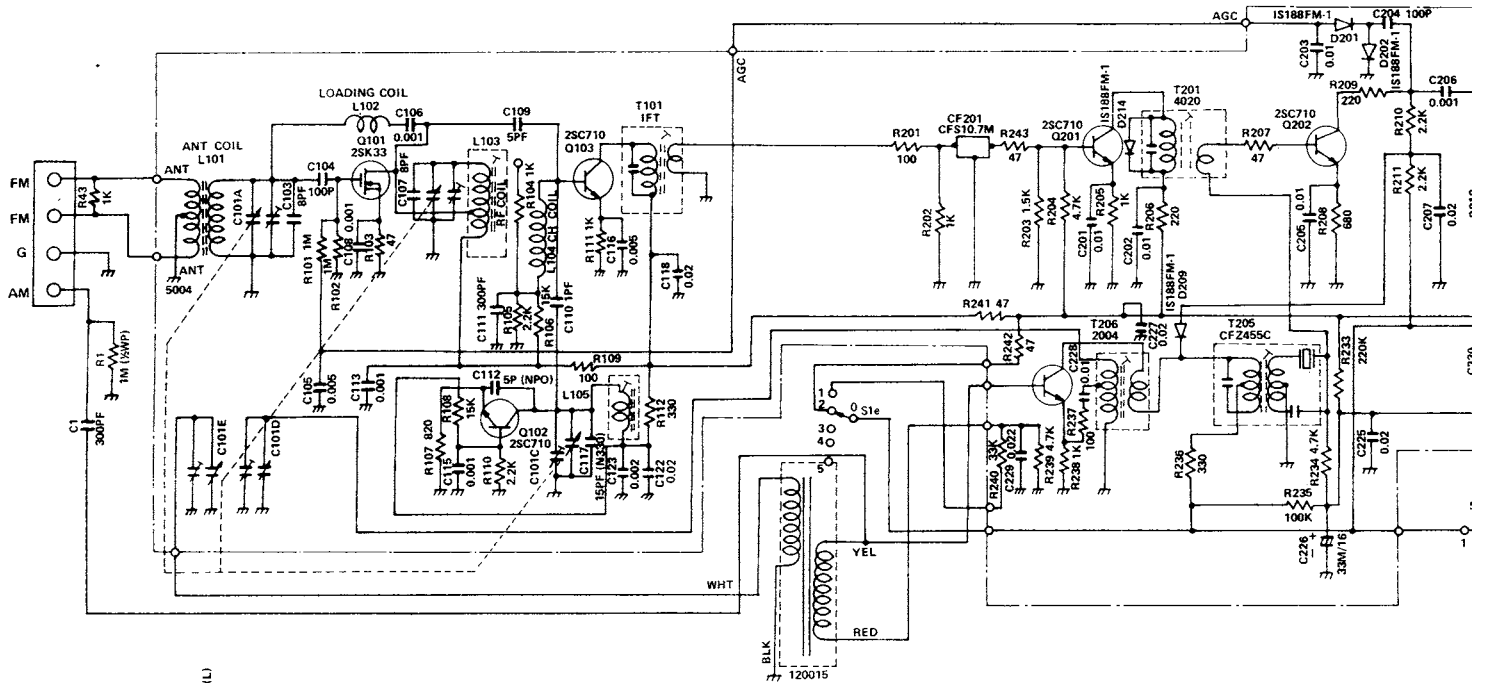 AGC
IS188FM-1
C204 100P
D201
C203
0.01
D202
IS188FM-1
AGC
R209
220
C206
0.001
R210
2.2K
LOADING COIL
L102
C106
0.001
C109
5PF
T101
IFT
Q101
2SK33
2SC710
Q103
ANT COIL
L101
ANT
C104
100P
C107 8PF
L103
RF COIL
R104 1K
L104 CH COIL
R201
100
CF201
CFS10.7M
R243
47
2SC710
Q201
IS188FM-1
D214
T201
4020
R207
47
2SC710
Q202
R211
2.2K
C207
0.02
FM
FM
G
AM
R43
1K
ANT
5004
C101A
C103
8PF
R101 1M
1M
R102
C108 0.001
R103
47
R111 1K
C116
0.005
C118
0.02
R202
1K
R203 1.5K
R204
4.7K
C201
0.01
R205
1K
C202
0.01
R206
220
C205 0.01
R208
680
IS188FM-1
D209
R1
1M (½WP)
C1
300PF
C105
0.005
C113
0.001
C111 300PF
R105
2.2K
R106
15K
C110 1PF
R109
100
R241 47
R242
47
T206
2004
C227
0.02
T205
CFZ455C
R233
220K
C112
5P (NPO)
L105
R108
15K
Q102
2SC710
R107 820
C115
0.001
R110
2.2K
C101C
C117
15PF (N330)
C123
0.002
C122
0.02
R112
330
C101E
C101D
1
2
3
4
5
0
S1e
C228
0.01
R237
100
R240
33K
C229 0.022
R239 4.7K
R238 1K
R236
330
R234 4.7K
C225
0.02
R235
100K
C226
+
33M/16
1
WHT
YEL
RED
BLK
120015
(L)